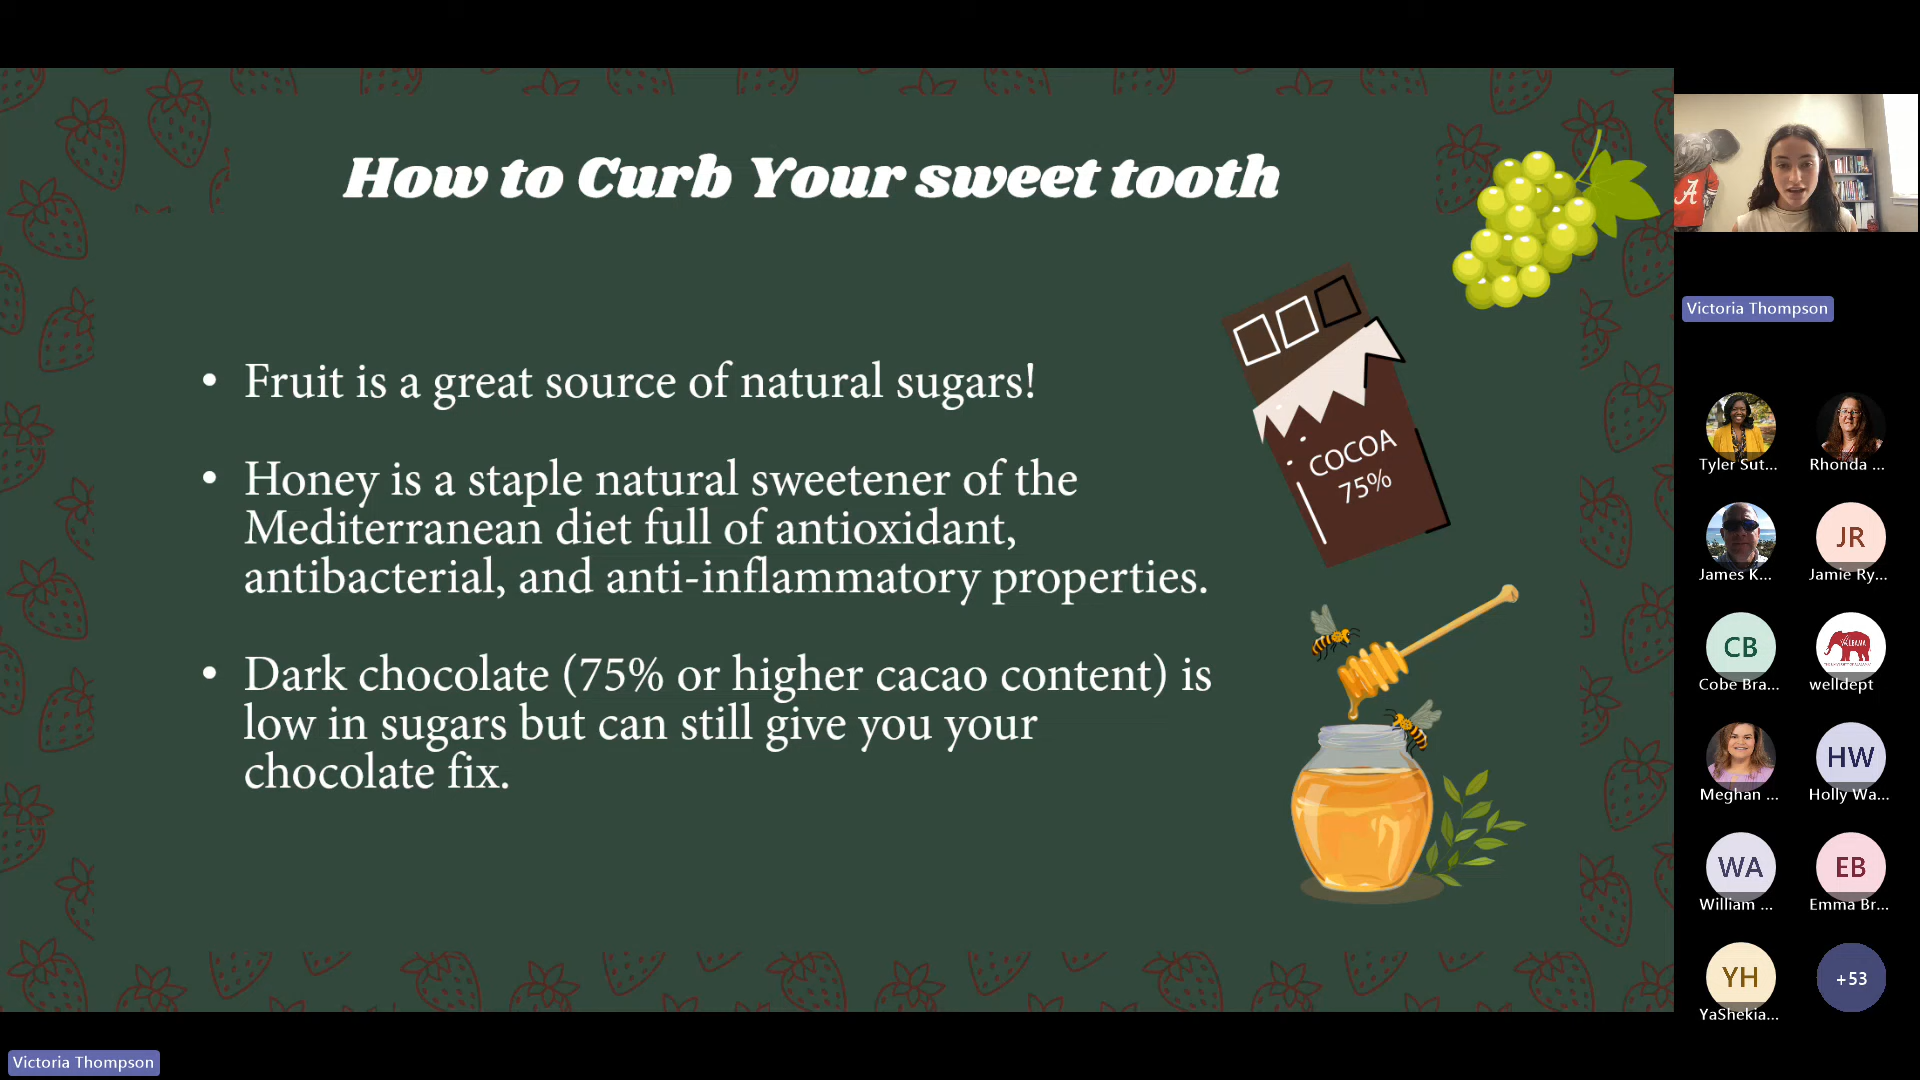 How to Curb Your sweet tooth
• Fruit is a great source of natural sugars!
• Honey is a staple natural sweetener of the
Mediterranean diet full of antioxidant,
antibacterial, and anti-inflammatory properties.
• Dark chocolate (75% or higher cacao content) is
low in sugars but can still give you your
chocolate fix.
COCOA
75%
A
Victoria Thompson
Tyler Sut...
Rhonda ...
James K...
JR
Jamie Ry...
CB
Cobe Bra...
welldept
Meghan ...
HW
Holly Wa...
WA
William ...
EB
Emma Br...
YH
YaShekia...
+53
Victoria Thompson